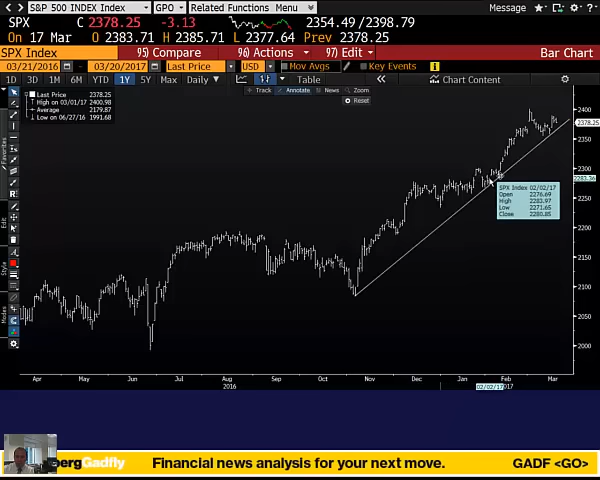 S&P 500 INDEX Index GPO Related Functions Menu Message
SPX C 2378.25 -3.13 2354.49/2398.79
On 17 Mar O 2383.71 H 2385.71 L 2377.64 Prev 2378.25
SPX Index 95) Compare 96) Actions 97) Edit Bar Chart
03/21/2016 03/20/2017 Last Price USD Mov Avgs Key Events
1D 3D 1M 6M YTD 1Y 5Y Max Daily Chart Content
Track Annotate News Zoom
Reset
Last Price 2378.25
High on 03/01/17 2400.98
Average 2179.87
Low on 06/27/16 1991.68
Favorites
Style
Modes
2400
2378.25
2350
2300
2283.36
2250
2200
2150
2100
2050
2000
SPX Index 02/02/17
Open 2276.69
High 2283.97
Low 2271.65
Close 2280.85
Apr May Jun Jul Aug Sep Oct Nov Dec Jan Feb Mar
2016 02/02/17 2017
bergGadfly Financial news analysis for your next move. GADF <GO>